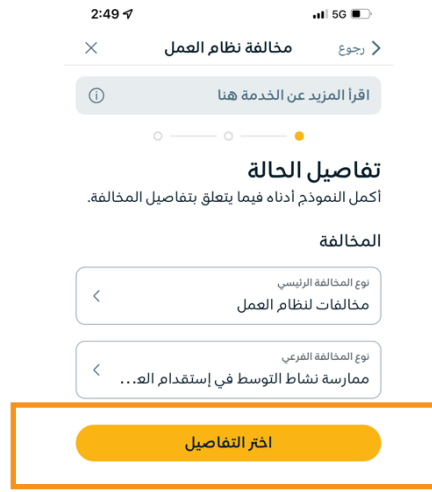 2:49
5G
رجوع
مخالفة نظام العمل
اقرأ المزيد عن الخدمة هنا
تفاصيل الحالة
أكمل النموذج أدناه فيما يتعلق بتفاصيل المخالفة.
المخالفة
نوع المخالفة الرئيسي
مخالفات لنظام العمل
نوع المخالفة الفرعي
ممارسة نشاط التوسط في إستقدام الع...
اختر التفاصيل